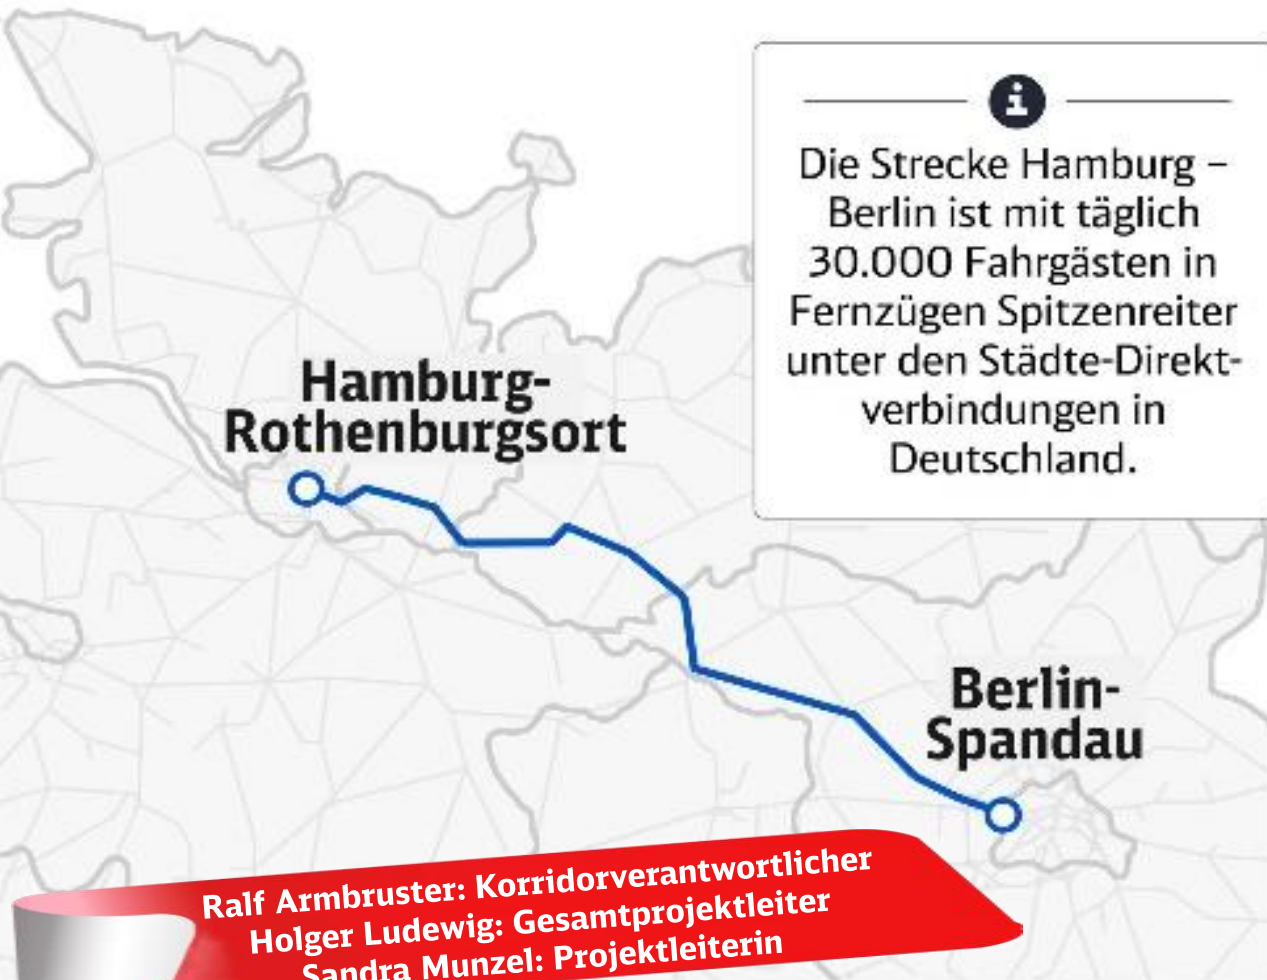 Die Strecke Hamburg –
Berlin ist mit täglich
30.000 Fahrgästen in
Fernzügen Spitzenreiter
unter den Städte-Direkt-
verbindungen in
Deutschland.
Hamburg-
Rothenburgsort
Berlin-
Spandau
Ralf Armbruster: Korridorverantwortlicher
Holger Ludewig: Gesamtprojektleiter
Sandra Munzel: Projektleiterin